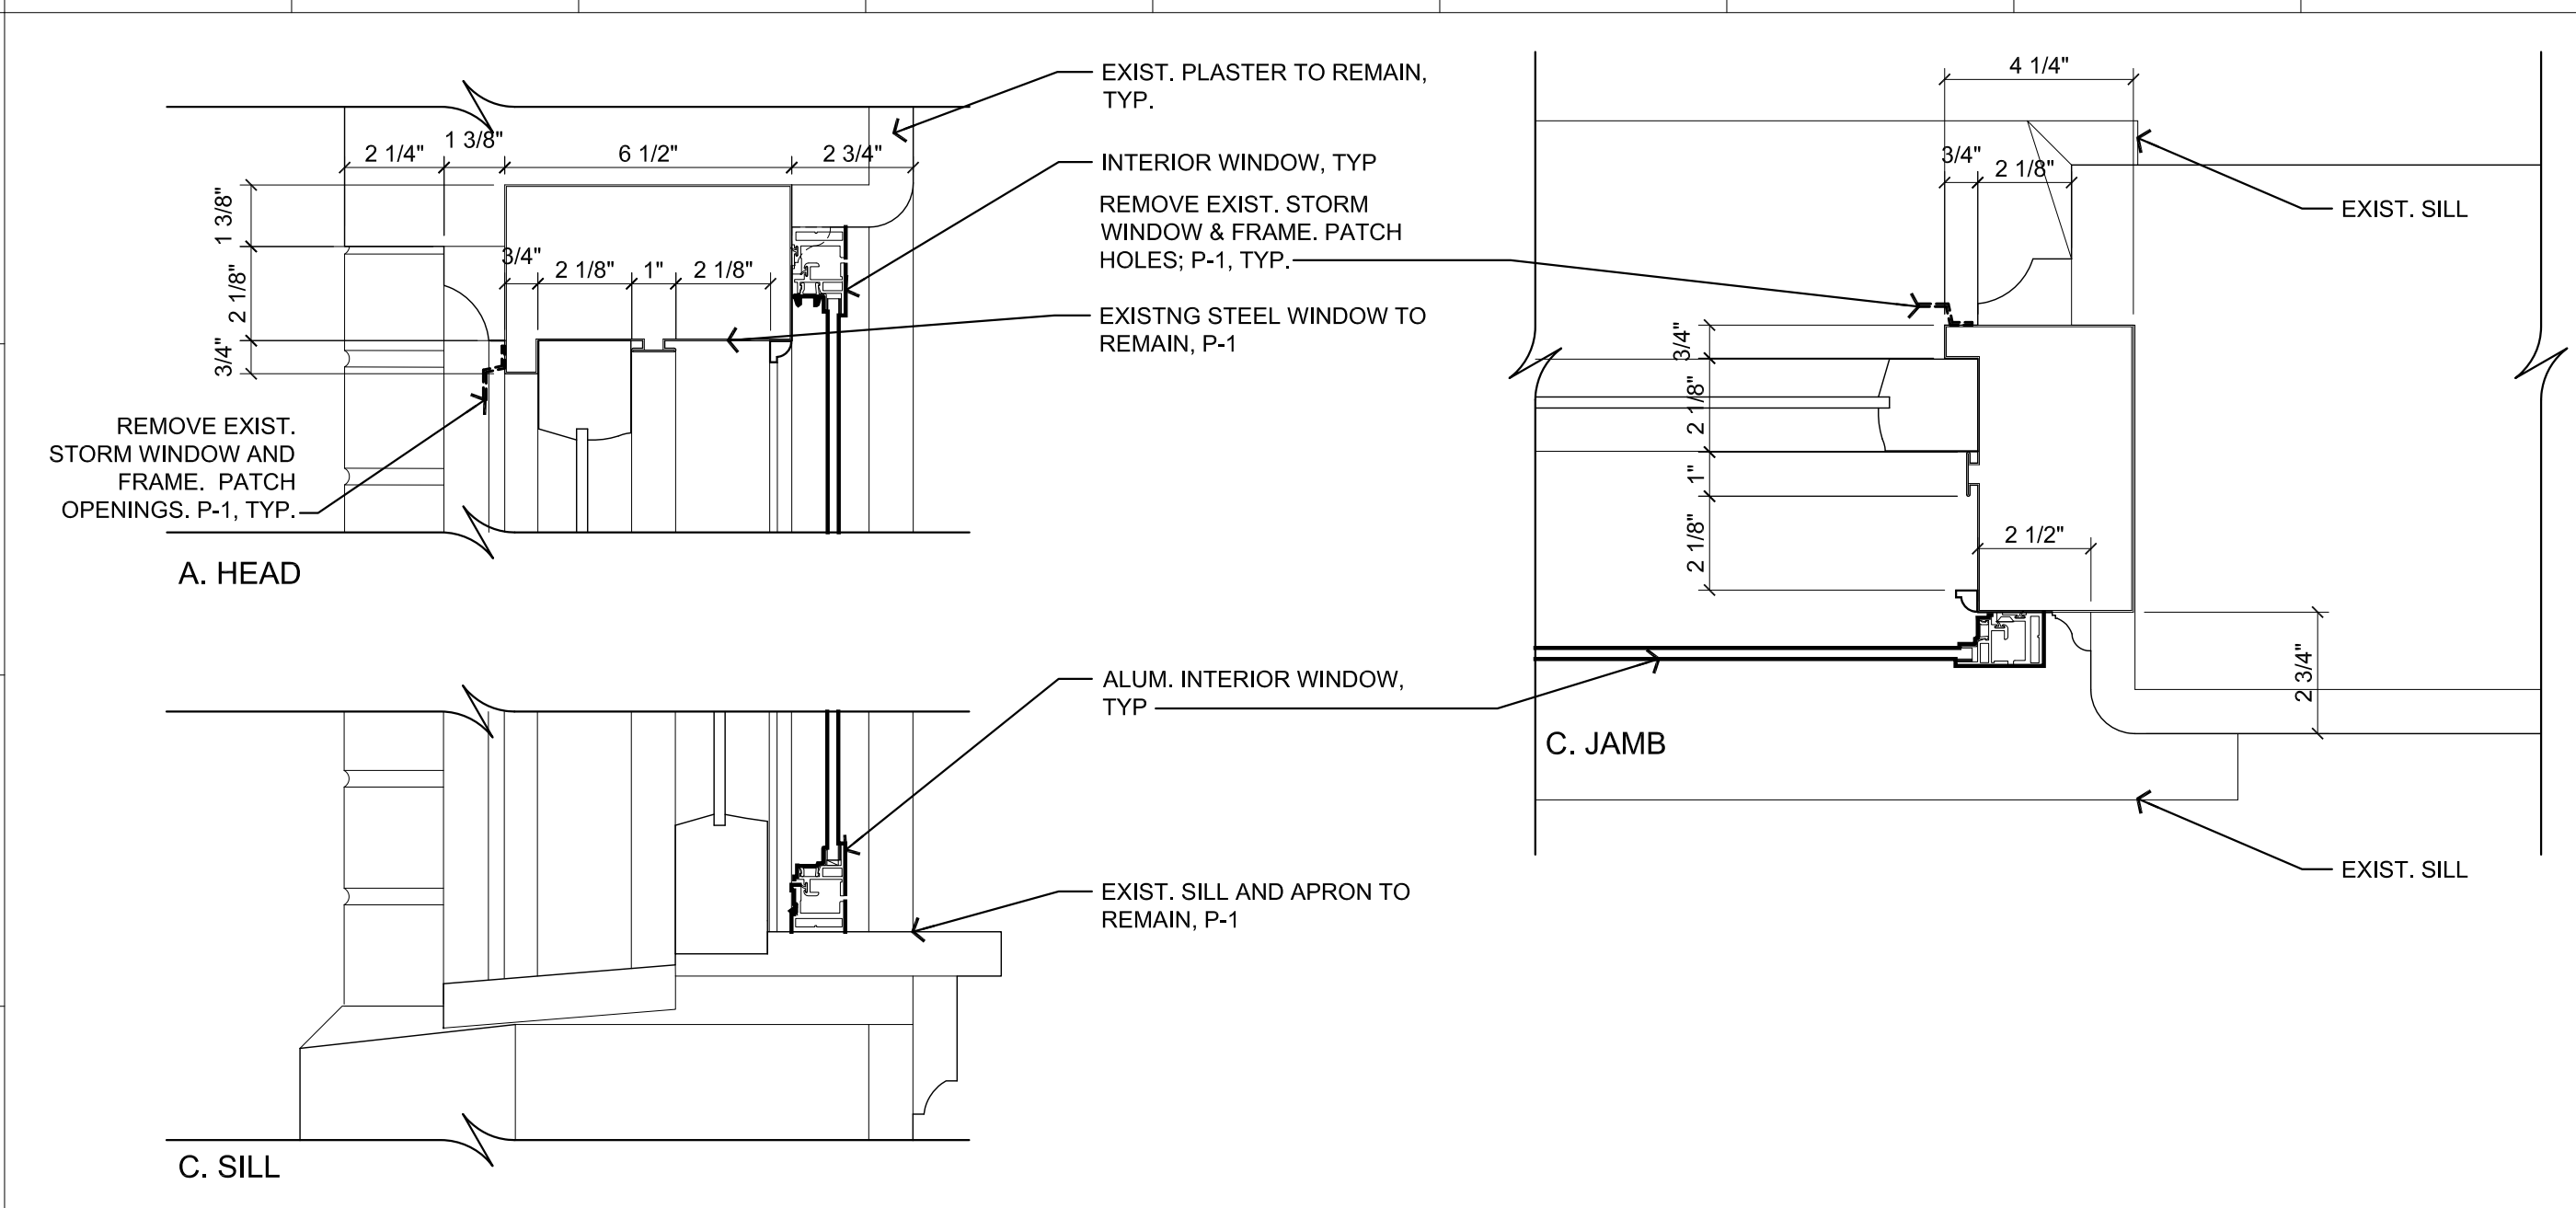 EXIST. PLASTER TO REMAIN,
TYP.
1 3/8"
2 1/4"
6 1/2"
2 3/4"
INTERIOR WINDOW, TYP
REMOVE EXIST. STORM
WINDOW & FRAME. PATCH
HOLES; P-1, TYP.
1 3/8"
2 1/8"
3/4"
3/4"
2 1/8"
1"
2 1/8"
EXISTNG STEEL WINDOW TO
REMAIN, P-1
REMOVE EXIST.
STORM WINDOW AND
FRAME. PATCH
OPENINGS. P-1, TYP.
A. HEAD
ALUM. INTERIOR WINDOW,
TYP
EXIST. SILL AND APRON TO
REMAIN, P-1
C. SILL
4 1/4"
3/4"
2 1/8"
EXIST. SILL
3/4"
2 1/8"
1"
2 1/8"
2 1/2"
2 3/4"
C. JAMB
EXIST. SILL